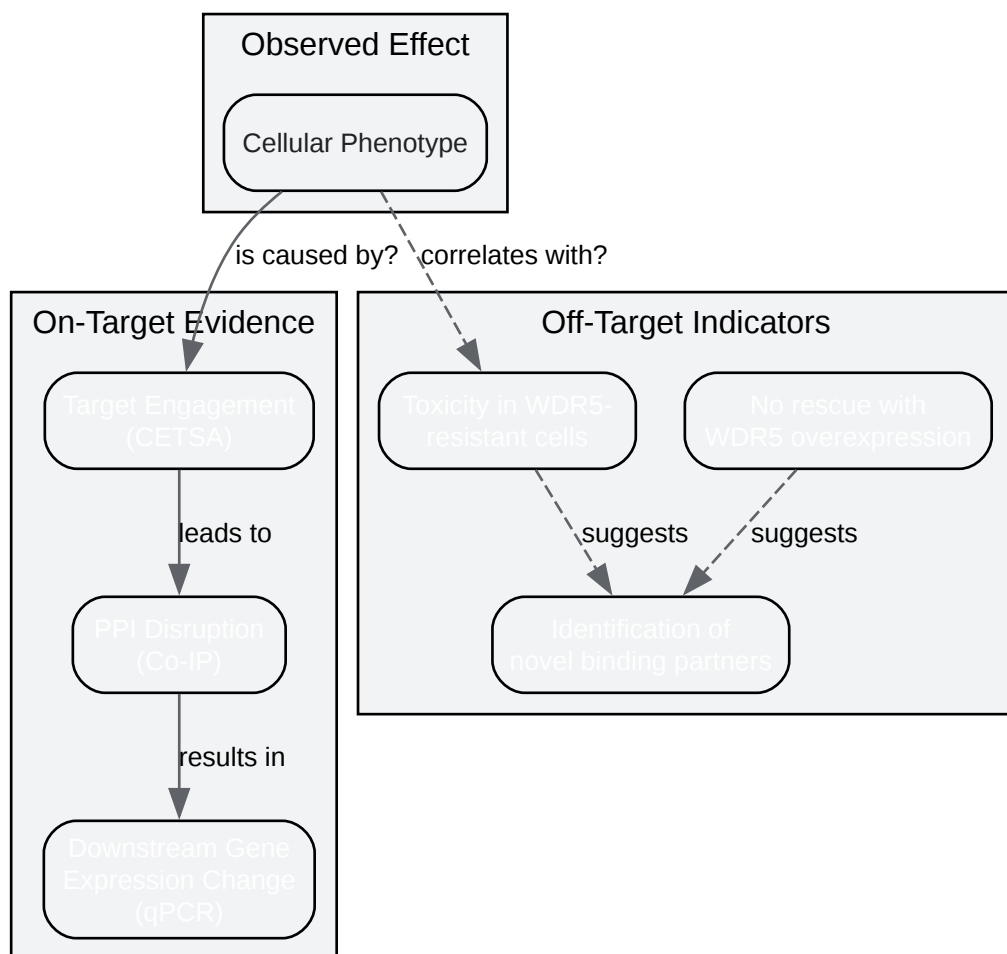 Observed Effect
Cellular Phenotype
is caused by?
correlates with?
On-Target Evidence
Target Engagement
(CETSA)
leads to
PPI Disruption
(Co-IP)
results in
Downstream Gene
Expression Change
(qPCR)
Off-Target Indicators
Toxicity in WDR5-
resistant cells
No rescue with
WDR5 overexpression
suggests
suggests
Identification of
novel binding partners